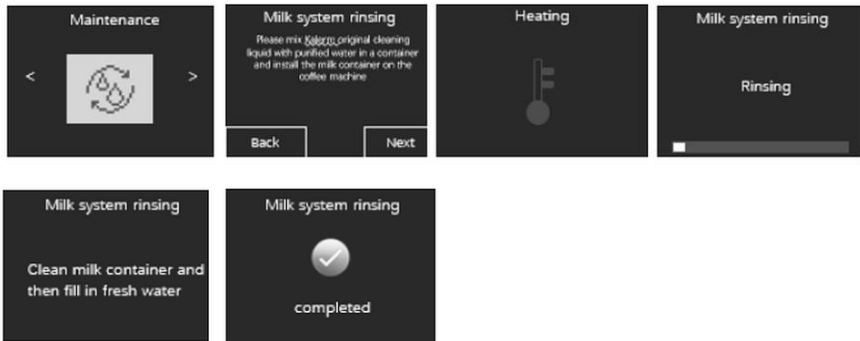 Maintenance
<
>
Milk system rinsing
Please mix Kalerm original cleaning
liquid with purified water in a container
and install the milk container on the
coffee machine
Back
Next
Heating
Milk system rinsing
Rinsing
Milk system rinsing
Clean milk container and
then fill in fresh water
Milk system rinsing
completed